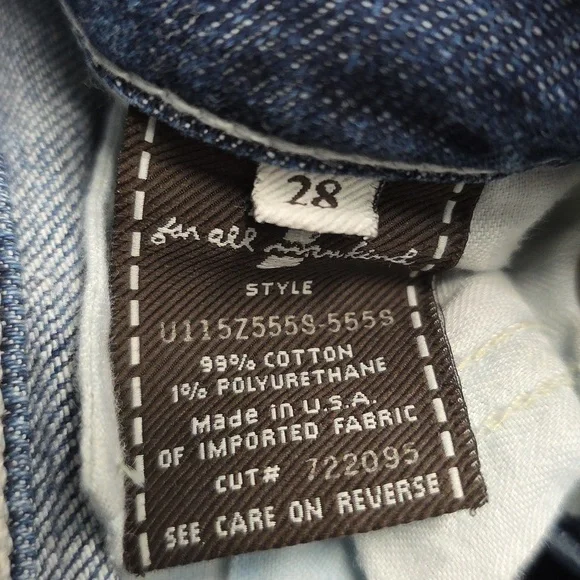 28
for all mankind
STYLE
U115Z555S-555S
99% COTTON
1% POLYURETHANE
Made in U.S.A.
OF IMPORTED FABRIC
CUT# 722095
SEE CARE ON REVERSE